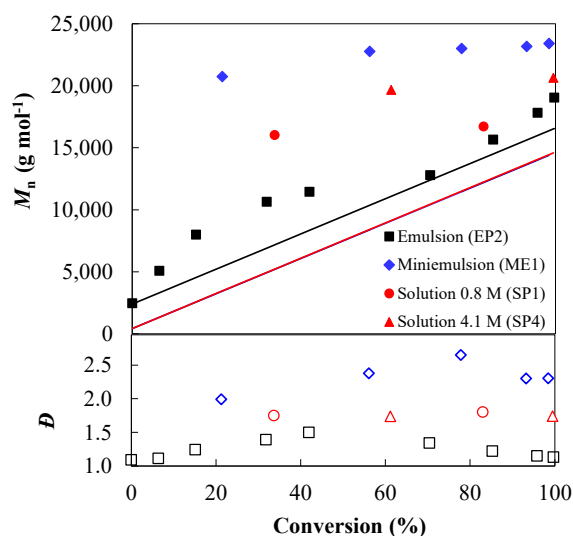 25,000
20,000
15,000
10,000
5,000
0
Mn (g mol-1)
Emulsion (EP2)
Miniemulsion (ME1)
Solution 0.8 M (SP1)
Solution 4.1 M (SP4)
2.5
2.0
1.5
1.0
Đ
0 20 40 60 80 100
Conversion (%)